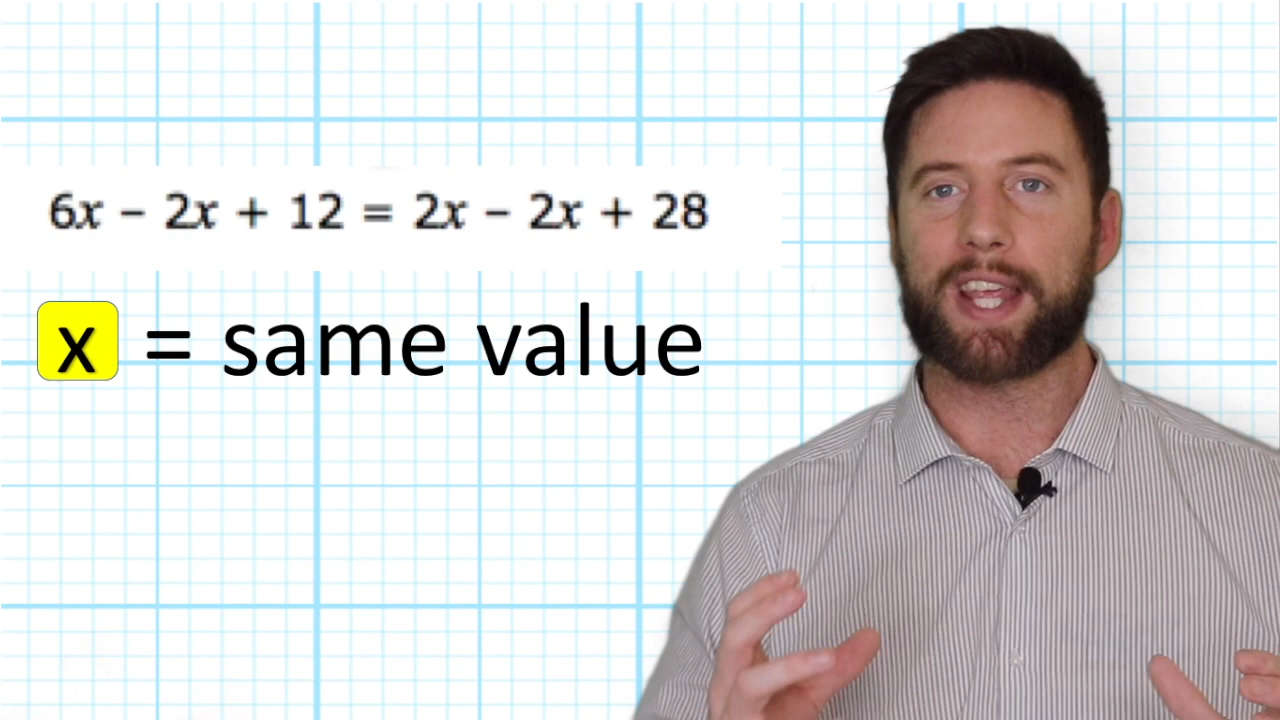 6x − 2x + 12 = 2x − 2x + 28
x = same value